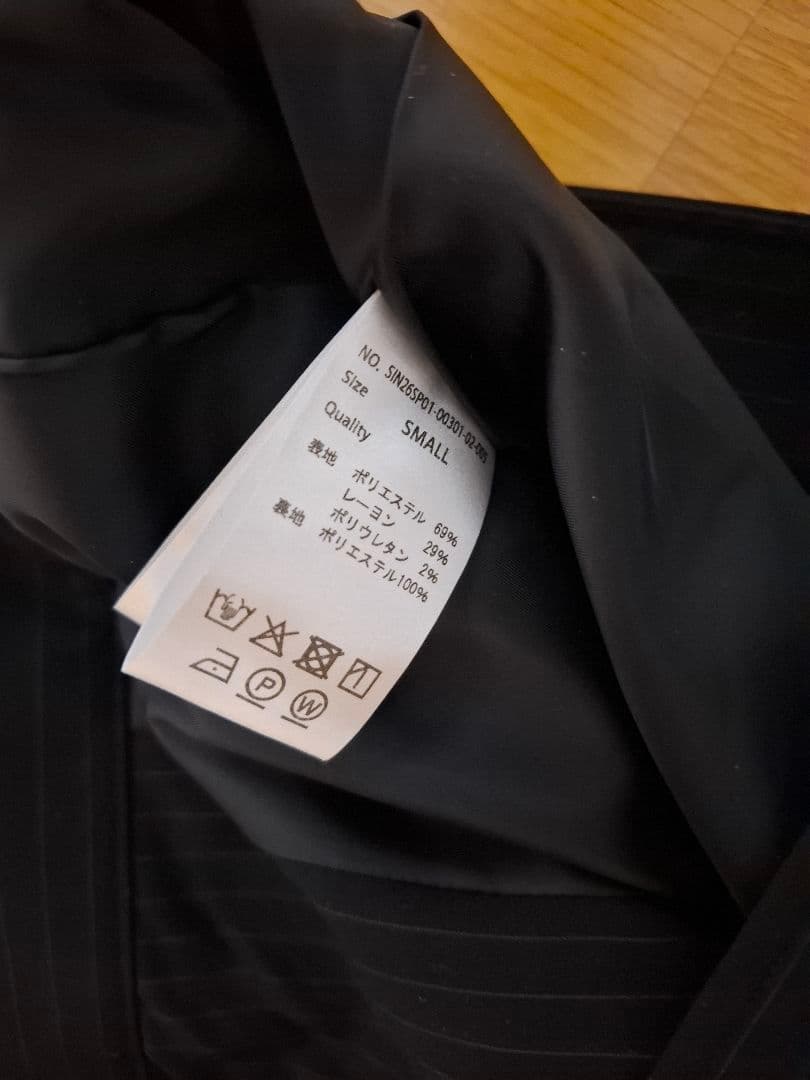 NO. SIN26SP01-00301-02-005
Size
SMALL
Quality
表地 ポリエステル 69%
レーヨン 29%
ポリウレタン 2%
裏地 ポリエステル100%
P W